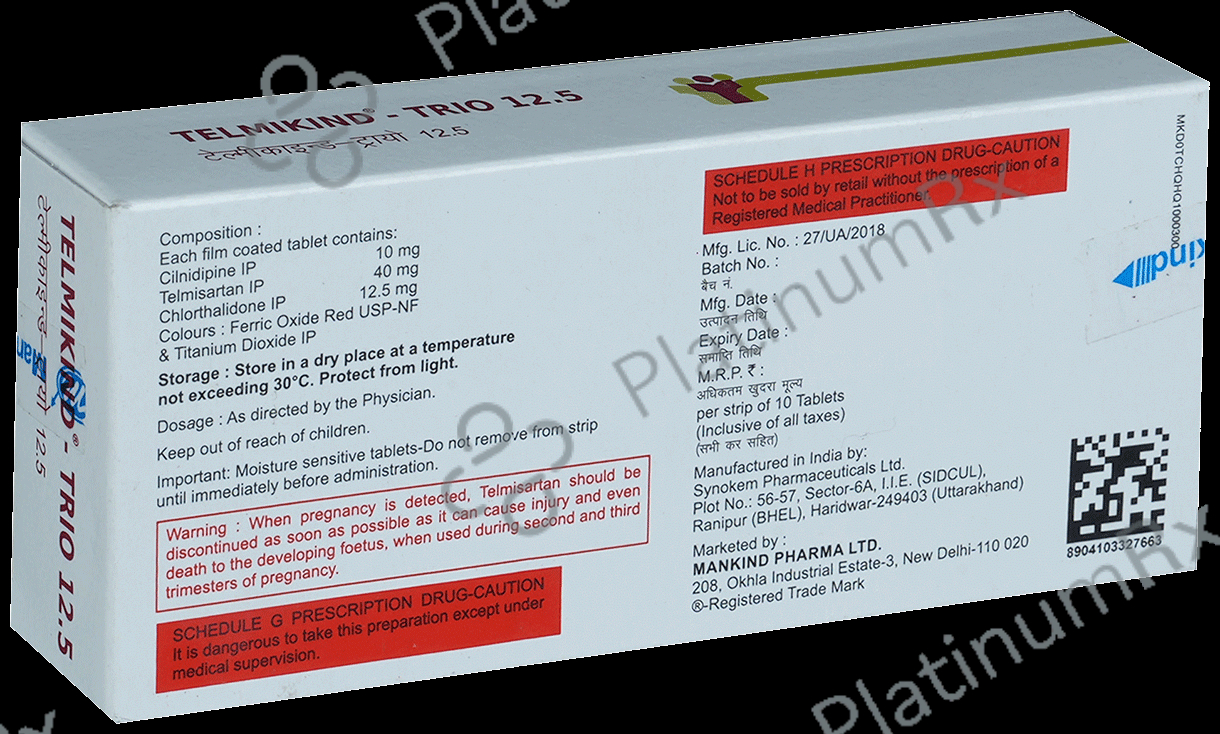 TELMIKIND® - TRIO 12.5
टेल्मीकाइन्ड-ट्रायो 12.5
Composition :
Each film coated tablet contains:
Cilnidipine IP 10 mg
Telmisartan IP 40 mg
Chlorthalidone IP 12.5 mg
Colours : Ferric Oxide Red USP-NF
& Titanium Dioxide IP
Storage : Store in a dry place at a temperature
not exceeding 30°C. Protect from light.
Dosage : As directed by the Physician.
Keep out of reach of children.
Important: Moisture sensitive tablets-Do not remove from strip
until immediately before administration.
Warning : When pregnancy is detected, Telmisartan should be
discontinued as soon as possible as it can cause injury and even
death to the developing foetus, when used during second and third
trimesters of pregnancy.
SCHEDULE G PRESCRIPTION DRUG-CAUTION
It is dangerous to take this preparation except under
medical supervision.
SCHEDULE H PRESCRIPTION DRUG-CAUTION
Not to be sold by retail without the prescription of a
Registered Medical Practitioner.
Mfg. Lic. No. : 27/UA/2018
Batch No. :
बैच नं.
Mfg. Date :
उत्पादन तिथि
Expiry Date :
समाप्ति तिथि
M.R.P. ₹ :
अधिकतम खुदरा मूल्य
per strip of 10 Tablets
(Inclusive of all taxes)
(सभी कर सहित)
Manufactured in India by:
Synokem Pharmaceuticals Ltd.
Plot No.: 56-57, Sector-6A, I.I.E. (SIDCUL),
Ranipur (BHEL), Haridwar-249403 (Uttarakhand)
Marketed by :
MANKIND PHARMA LTD.
208, Okhla Industrial Estate-3, New Delhi-110 020
®-Registered Trade Mark
8904103327663
MKD0TCHQHQ1000300
kind
TELMIKIND® - TRIO 12.5
टेल्मीकाइन्ड-ट्रायो 12.5
Man
PlatinumRx
PlatinumRx